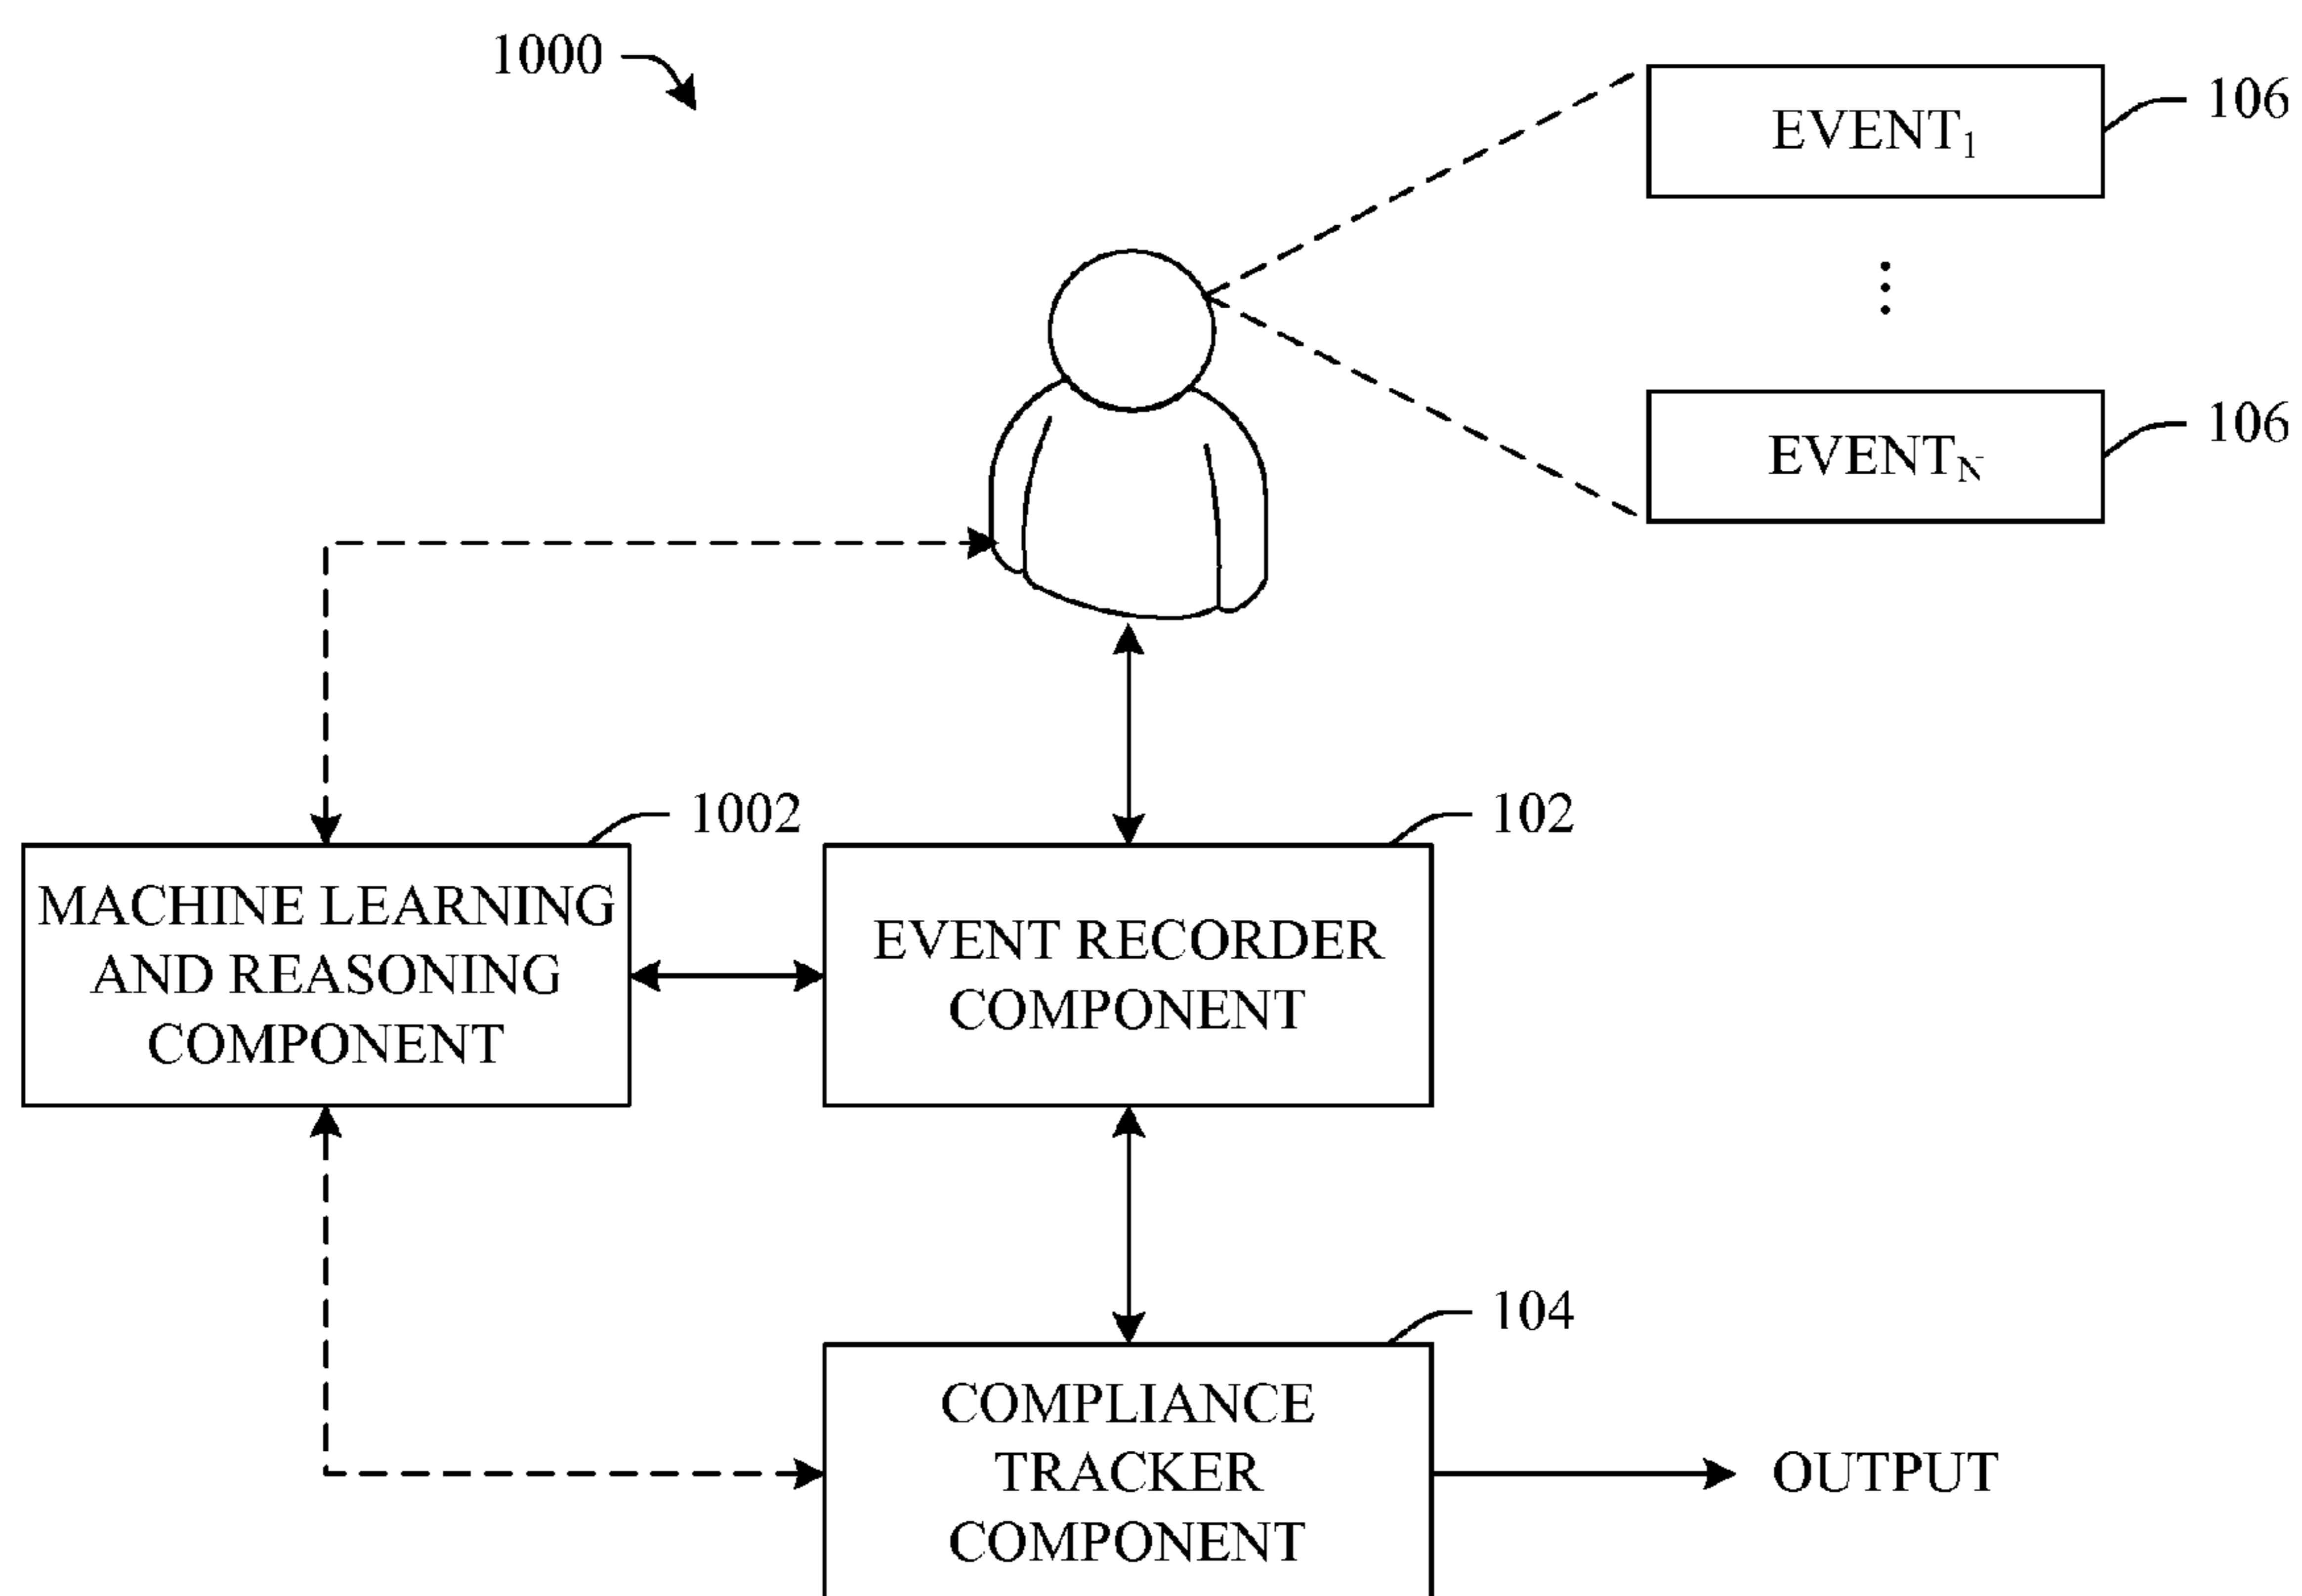 1000
EVENT₁
106
EVENTₙ
106
1002
102
MACHINE LEARNING
AND REASONING
COMPONENT
EVENT RECORDER
COMPONENT
104
COMPLIANCE
TRACKER
COMPONENT
OUTPUT